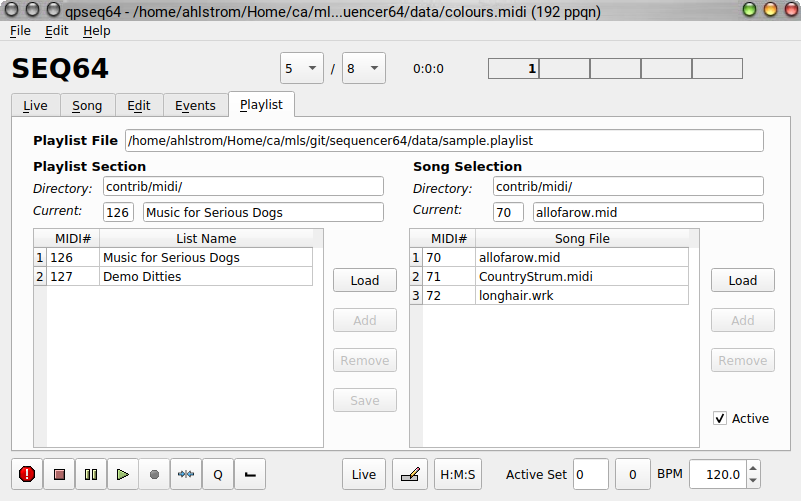 qpseq64 - /home/ahlstrom/Home/ca/ml...uencer64/data/colours.midi (192 ppqn)
File Edit Help
SEQ64 5 / 8 0:0:0 1
Live Song Edit Events Playlist
Playlist File /home/ahlstrom/Home/ca/mls/git/sequencer64/data/sample.playlist
Playlist Section
Directory: contrib/midi/
Current: 126 Music for Serious Dogs
MIDI# List Name
1 126 Music for Serious Dogs
2 127 Demo Ditties
Load
Add
Remove
Save
Song Selection
Directory: contrib/midi/
Current: 70 allofarow.mid
MIDI# Song File
1 70 allofarow.mid
2 71 CountryStrum.midi
3 72 longhair.wrk
Load
Add
Remove
Active
Q Live H:M:S Active Set 0 0 BPM 120.0